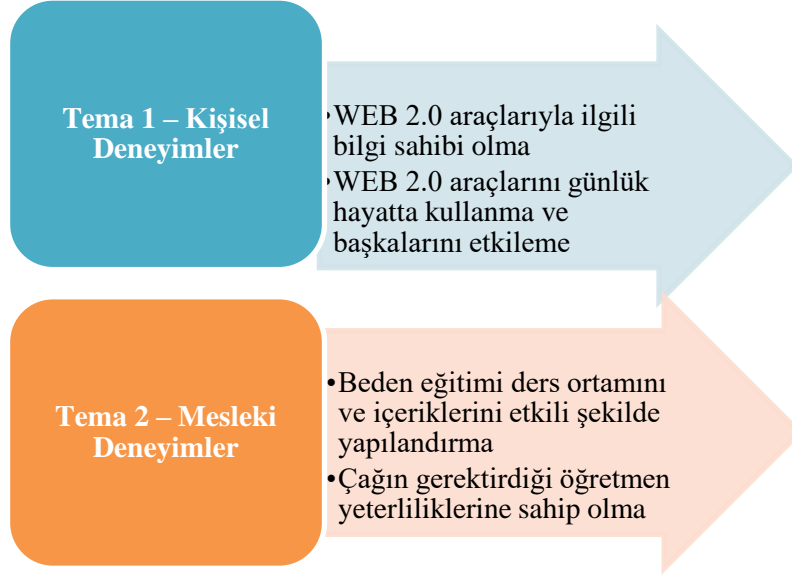 Tema 1 – Kişisel
Deneyimler
•WEB 2.0 araçlarıyla ilgili
bilgi sahibi olma
•WEB 2.0 araçlarını günlük
hayatta kullanma ve
başkalarını etkileme
Tema 2 – Mesleki
Deneyimler
•Beden eğitimi ders ortamını
ve içeriklerini etkili şekilde
yapılandırma
•Çağın gerektirdiği öğretmen
yeterliliklerine sahip olma